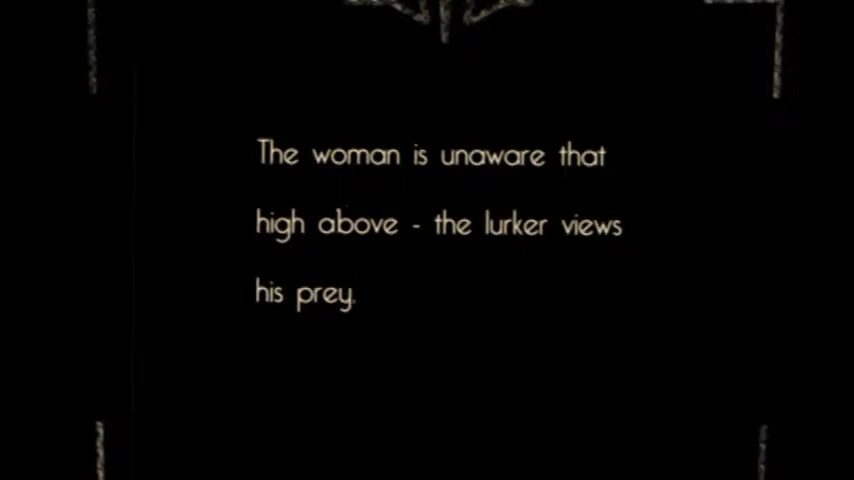 The woman is unaware that
high above - the lurker views
his prey.